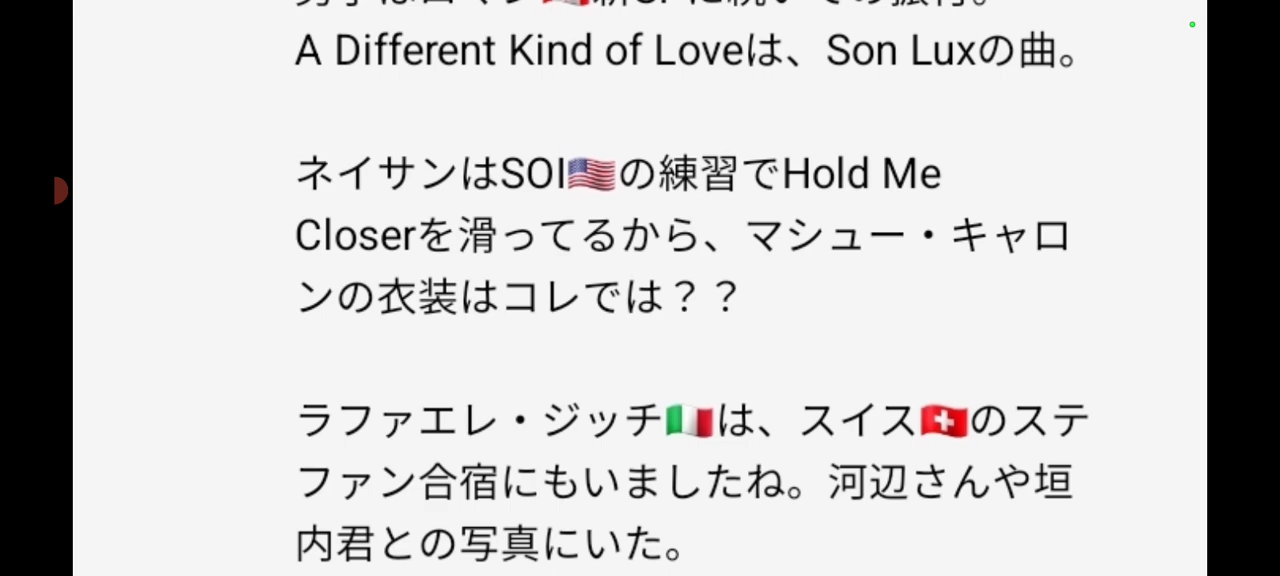 A Different Kind of Loveは、Son Luxの曲。
ネイサンはSOI🇺🇸の練習でHold Me
Closerを滑ってるから、マシュー・キャロ
ンの衣装はコレでは？？
ラファエレ・ジッチ🇮🇹は、スイス🇨🇭のステ
ファン合宿にもいましたね。河辺さんや垣
内君との写真にいた。